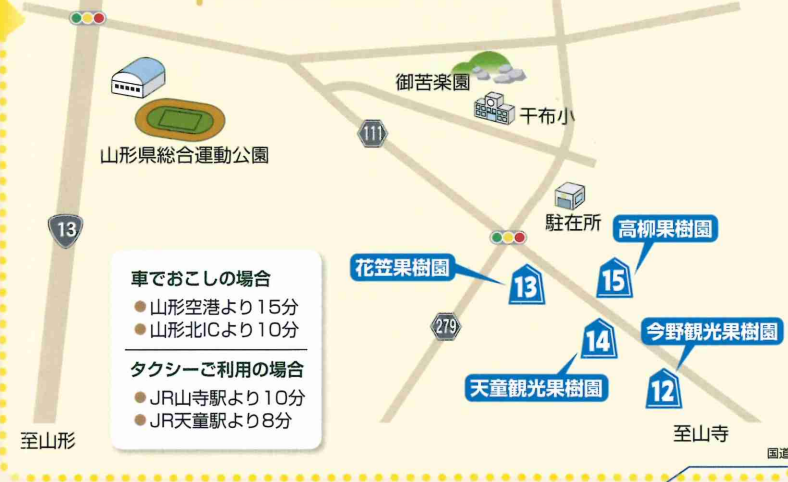 御苦楽園
干布小
111
山形県総合運動公園
駐在所
13
高柳果樹園
15
花笠果樹園
13
車でおこしの場合
●山形空港より15分
●山形北ICより10分
タクシーご利用の場合
●JR山寺駅より10分
●JR天童駅より8分
279
14
天童観光果樹園
今野観光果樹園
12
至山形
至山寺
国道